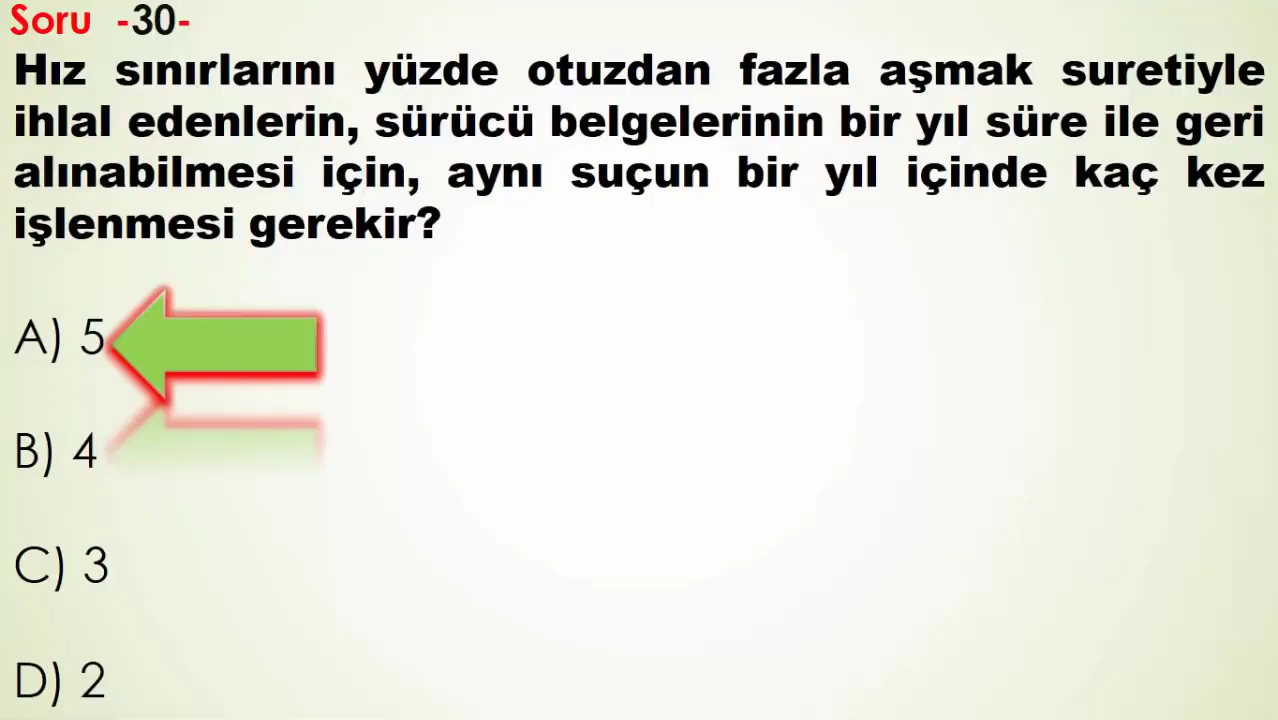 Soru -30-
Hız sınırlarını yüzde otuzdan fazla aşmak suretiyle
ihlal edenlerin, sürücü belgelerinin bir yıl süre ile geri
alınabilmesi için, aynı suçun bir yıl içinde kaç kez
işlenmesi gerekir?
A) 5
B) 4
C) 3
D) 2